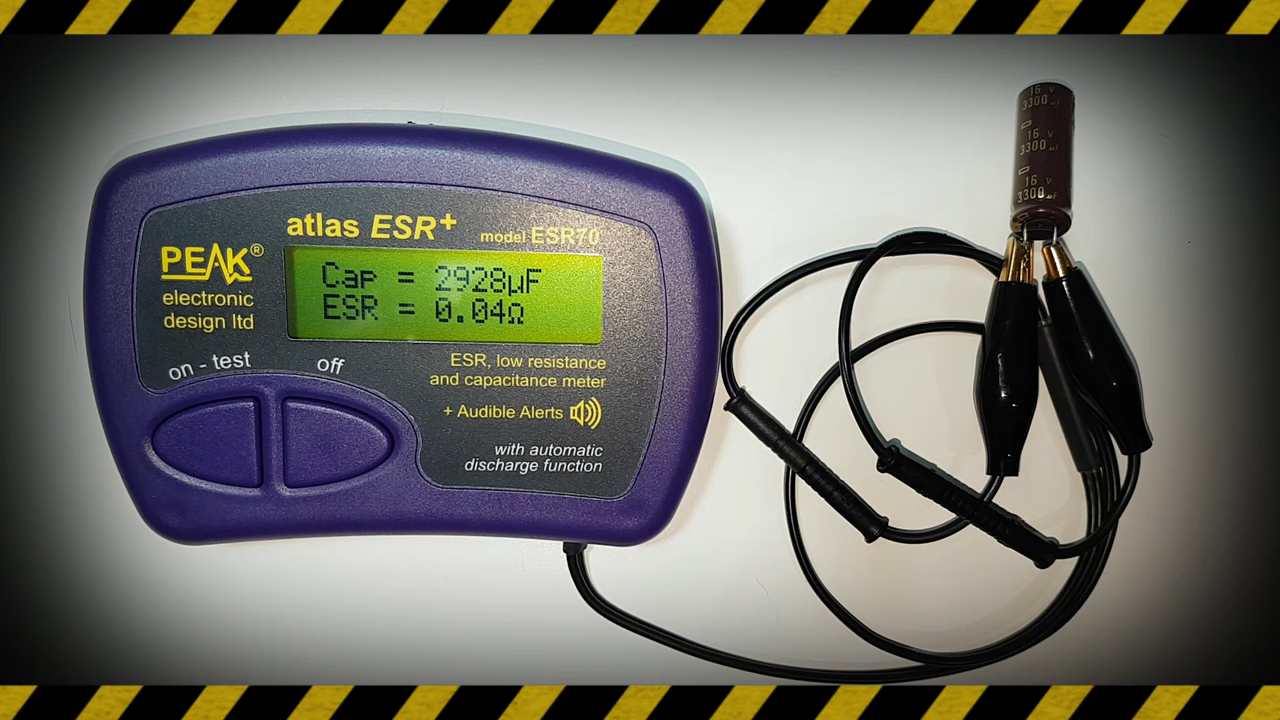 atlas ESR+
model ESR70
PEAK®
electronic
design ltd
Cap = 2928µF
ESR = 0.04Ω
on - test
off
ESR, low resistance
and capacitance meter
+ Audible Alerts
with automatic
discharge function
16 V
3300 µF
16 V
3300 µF
16 V
3300 µF